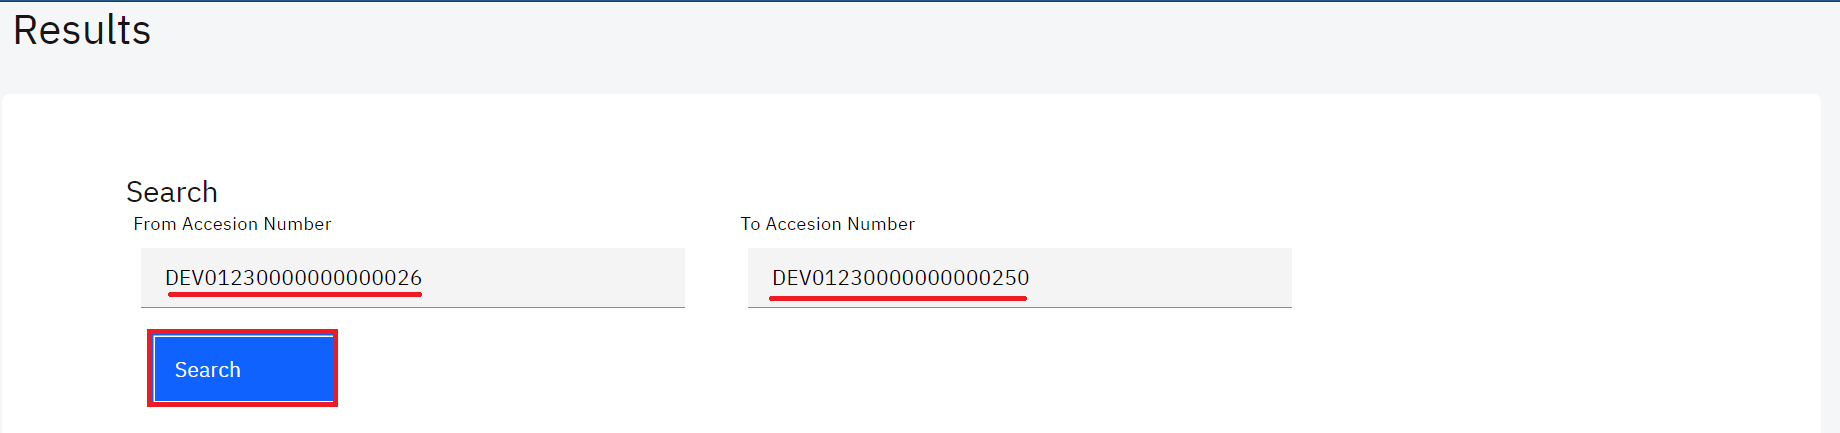 Results
Search
From Accesion Number
To Accesion Number
DEV01230000000000026
DEV01230000000000250
Search